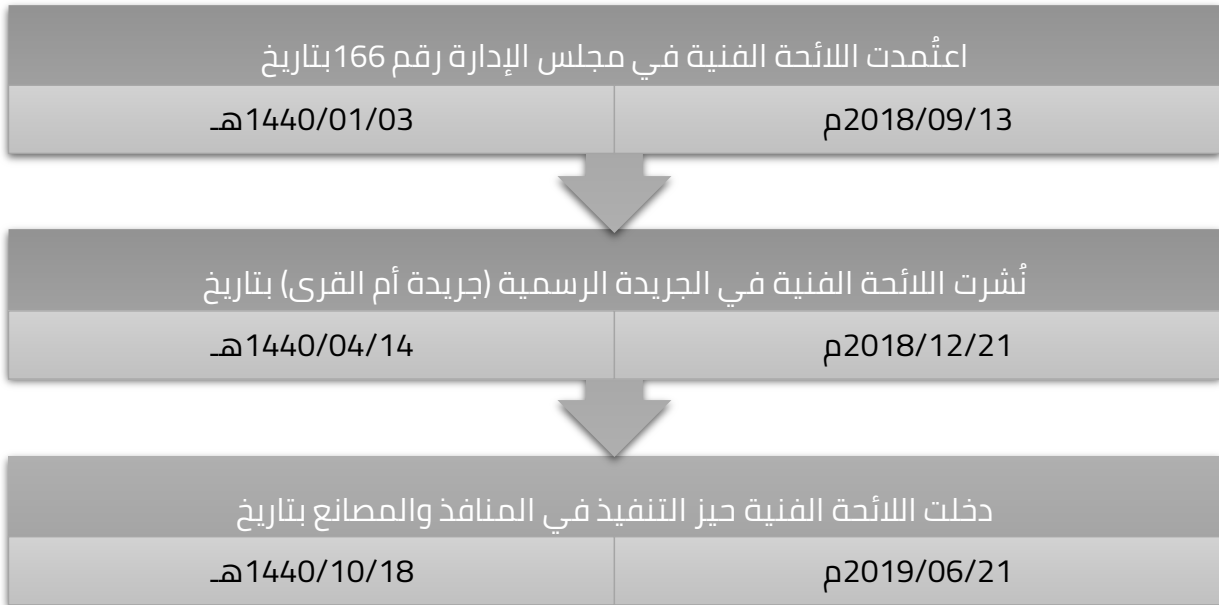 اعتُمدت اللائحة الفنية في مجلس الإدارة رقم 166بتاريخ
2018/09/13م
1440/01/03هـ
نُشرت اللائحة الفنية في الجريدة الرسمية (جريدة أم القرى) بتاريخ
2018/12/21م
1440/04/14هـ
دخلت اللائحة الفنية حيز التنفيذ في المنافذ والمصانع بتاريخ
2019/06/21م
1440/10/18هـ